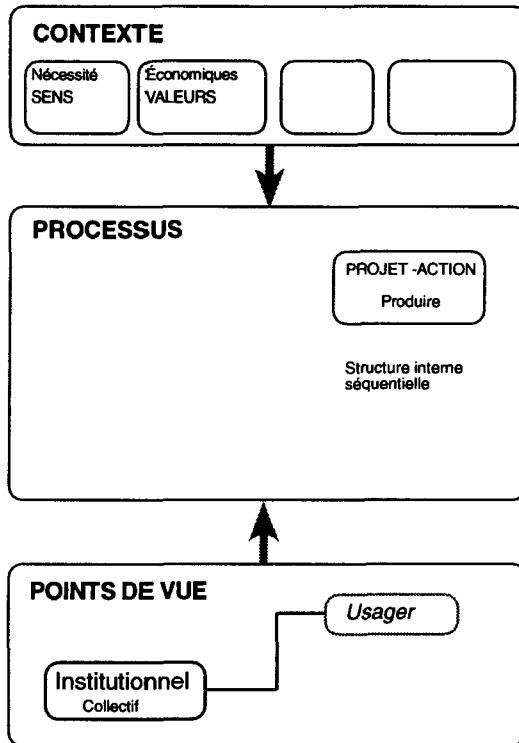 CONTEXTE
Nécessité
SENS
Économiques
VALEURS
PROCESSUS
PROJET -ACTION
Produire
Structure interne
séquentielle
POINTS DE VUE
Usager
Institutionnel
Collectif